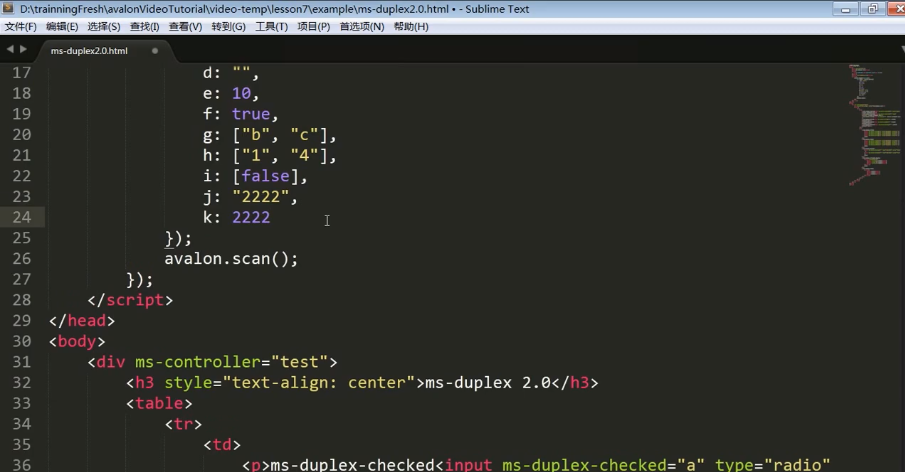 D:\trainningFresh\avalonVideoTutorial\video-temp\lesson7\example\ms-duplex2.0.html • - Sublime Text
文件(F) 编辑(E) 选择(S) 查找(I) 查看(V) 转到(G) 工具(T) 项目(P) 首选项(N) 帮助(H)
ms-duplex2.0.html
17 d: "",
18 e: 10,
19 f: true,
20 g: ["b", "c"],
21 h: ["1", "4"],
22 i: [false],
23 j: "2222",
24 k: 2222
25 });
26 avalon.scan();
27 });
28 </script>
29 </head>
30 <body>
31 <div ms-controller="test">
32 <h3 style="text-align: center">ms-duplex 2.0</h3>
33 <table>
34 <tr>
35 <td>
36 <p>ms-duplex-checked<input ms-duplex-checked="a" type="radio"